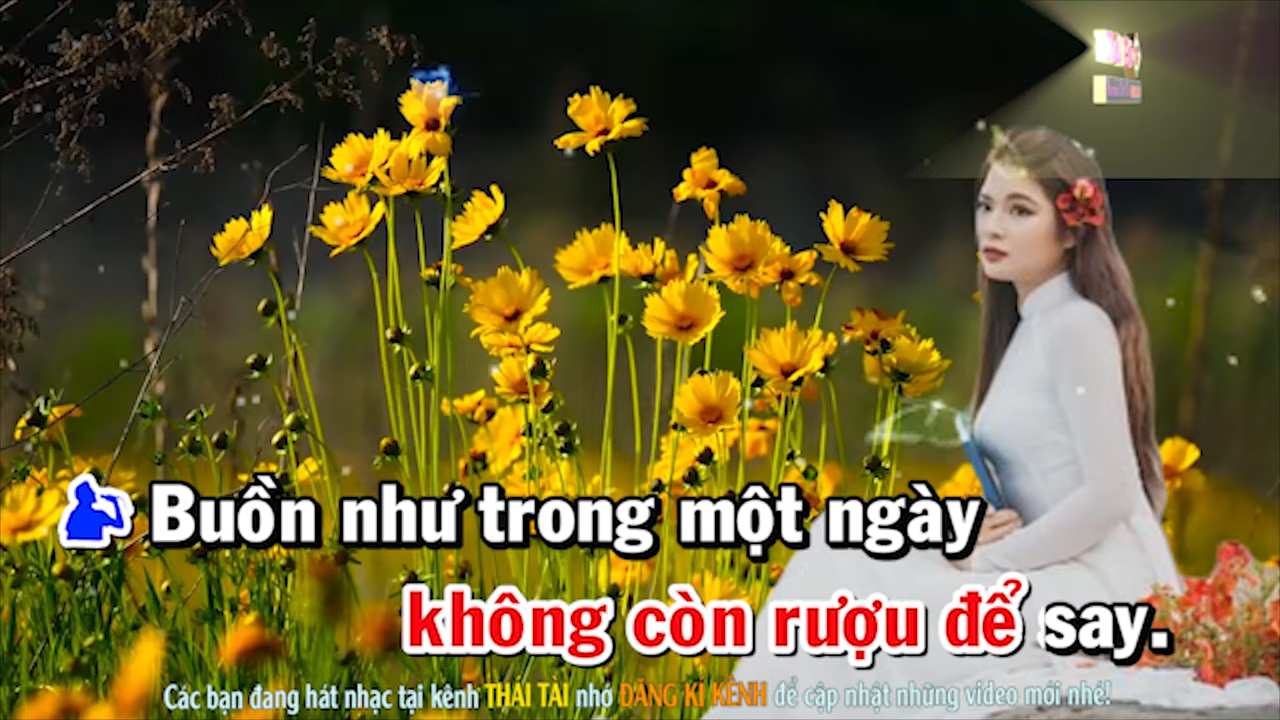 Buồn như trong một ngày
không còn rượu để say.
Các bạn đang hát nhạc tại kênh THÁI TÀI nhớ ĐĂNG KÍ KÊNH để cập nhật những video mới nhé!